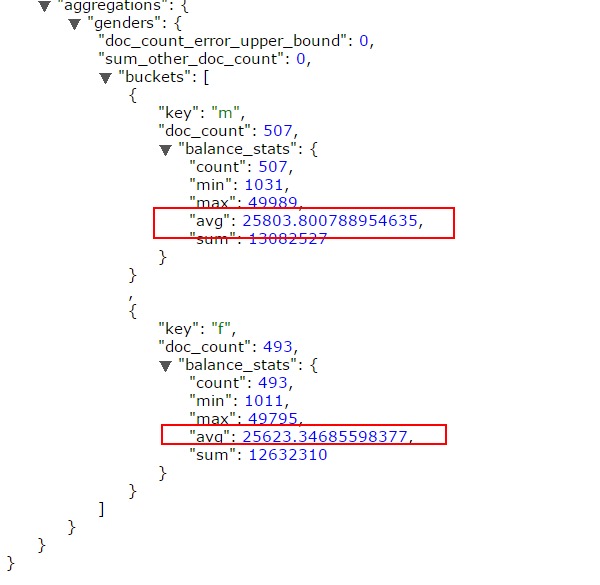 ▼ "aggregations": {
▼ "genders": {
"doc_count_error_upper_bound": 0,
"sum_other_doc_count": 0,
▼ "buckets": [
{
"key": "m",
"doc_count": 507,
▼ "balance_stats": {
"count": 507,
"min": 1031,
"max": 49989,
"avg": 25803.800788954635,
"sum": 13082527
}
}
,
{
"key": "f",
"doc_count": 493,
▼ "balance_stats": {
"count": 493,
"min": 1011,
"max": 49795,
"avg": 25623.34685598377,
"sum": 12632310
}
}
]
}
}
}